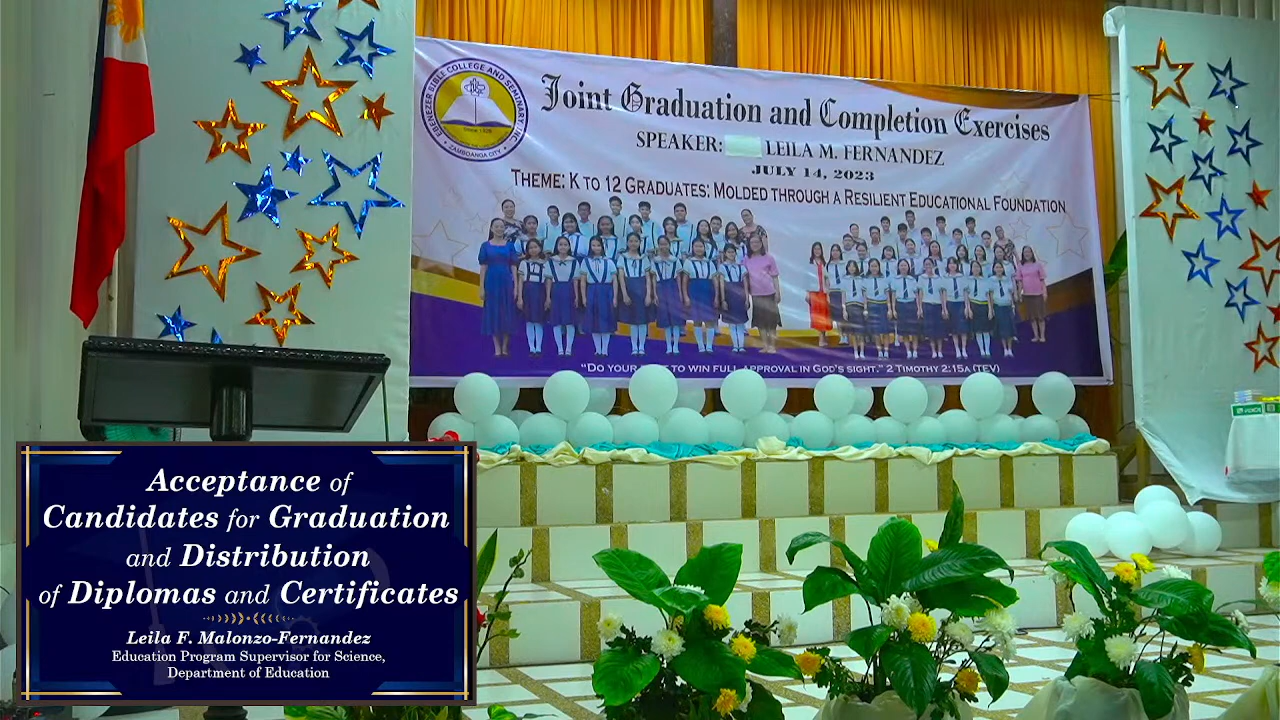 EBENEZER BIBLE COLLEGE AND SEMINARY, INC.
SINCE 1928
ZAMBOANGA CITY
Joint Graduation and Completion Exercises
SPEAKER: LEILA M. FERNANDEZ
JULY 14, 2023
THEME: K TO 12 GRADUATES: MOLDED THROUGH A RESILIENT EDUCATIONAL FOUNDATION
"DO YOUR BEST TO WIN FULL APPROVAL IN GOD'S SIGHT." 2 TIMOTHY 2:15A (TEV)
Acceptance of
Candidates for Graduation
and Distribution
of Diplomas and Certificates
Leila F. Malonzo-Fernandez
Education Program Supervisor for Science,
Department of Education